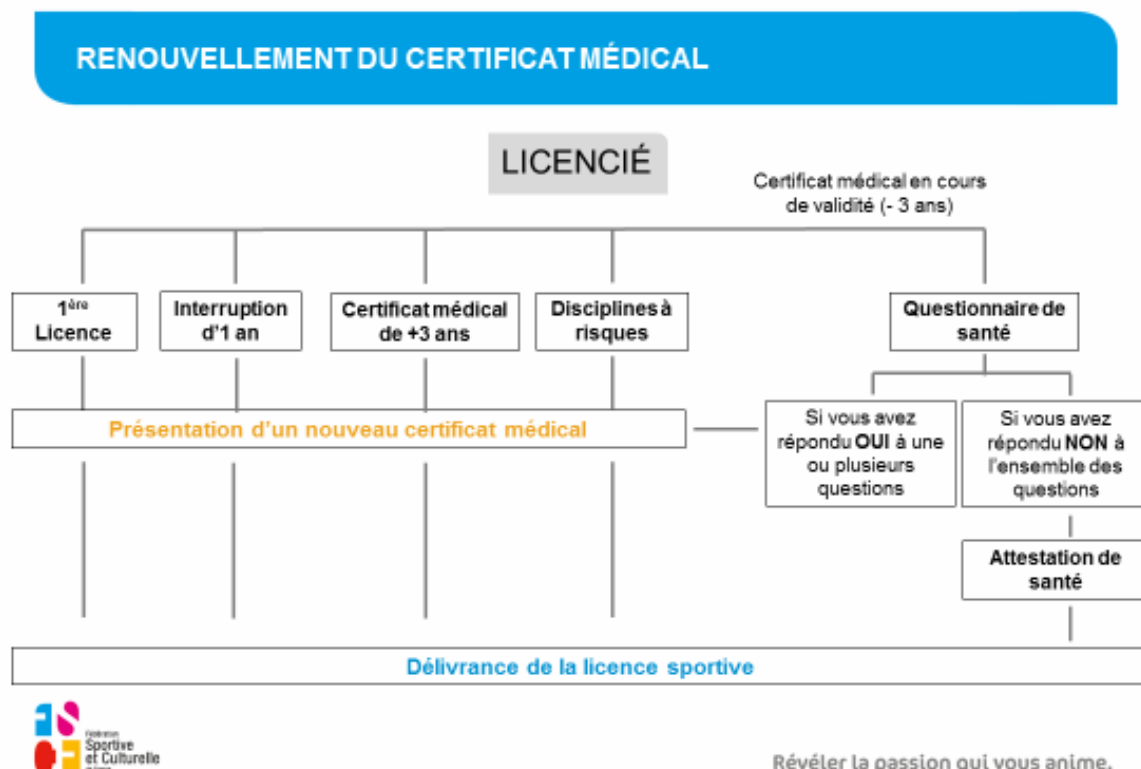 RENOUVELLEMENT DU CERTIFICAT MÉDICAL
LICENCIÉ
Certificat médical en cours
de validité (- 3 ans)
1ère
Licence
Interruption
d'1 an
Certificat médical
de +3 ans
Disciplines à
risques
Questionnaire de
santé
Présentation d'un nouveau certificat médical
Si vous avez
répondu OUI à une
ou plusieurs
questions
Si vous avez
répondu NON à
l'ensemble des
questions
Attestation de
santé
Délivrance de la licence sportive
FSCF
Fédération
Sportive
et Culturelle
Révéler la passion qui vous anime.